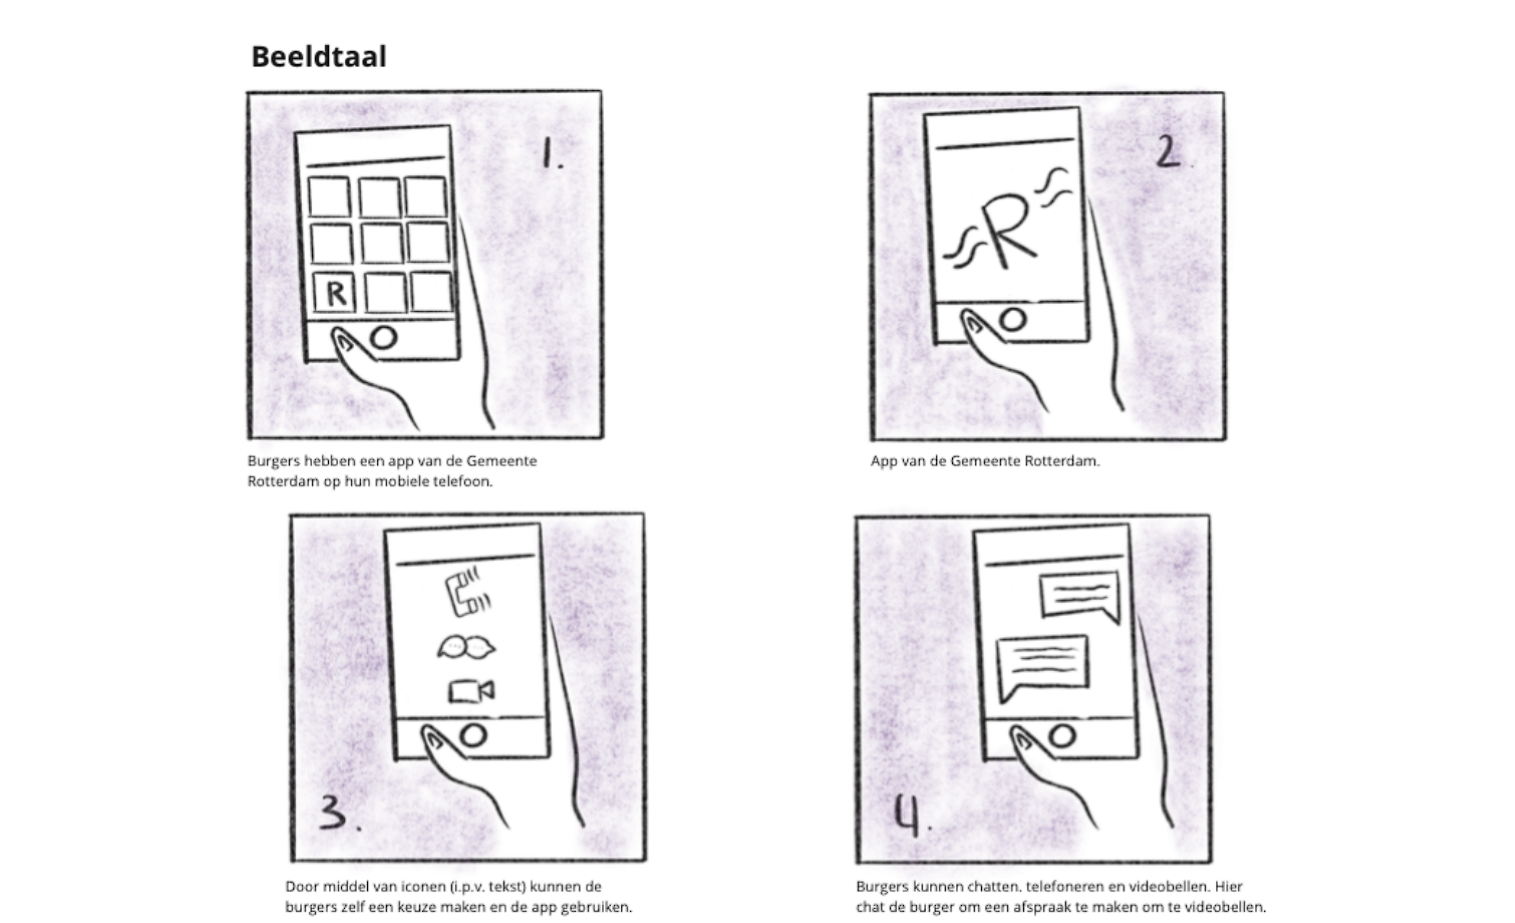 Beeldtaal
1.
R
Burgers hebben een app van de Gemeente
Rotterdam op hun mobiele telefoon.
2.
R
App van de Gemeente Rotterdam.
3.
Door middel van iconen (i.p.v. tekst) kunnen de
burgers zelf een keuze maken en de app gebruiken.
4.
Burgers kunnen chatten. telefoneren en videobellen. Hier
chat de burger om een afspraak te maken om te videobellen.